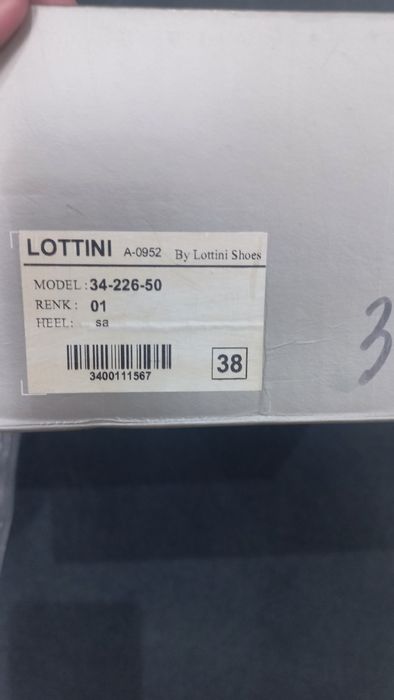 LOTTINI A-0952 By Lottini Shoes
MODEL : 34-226-50
RENK : 01
HEEL: sa
38
3400111567
3